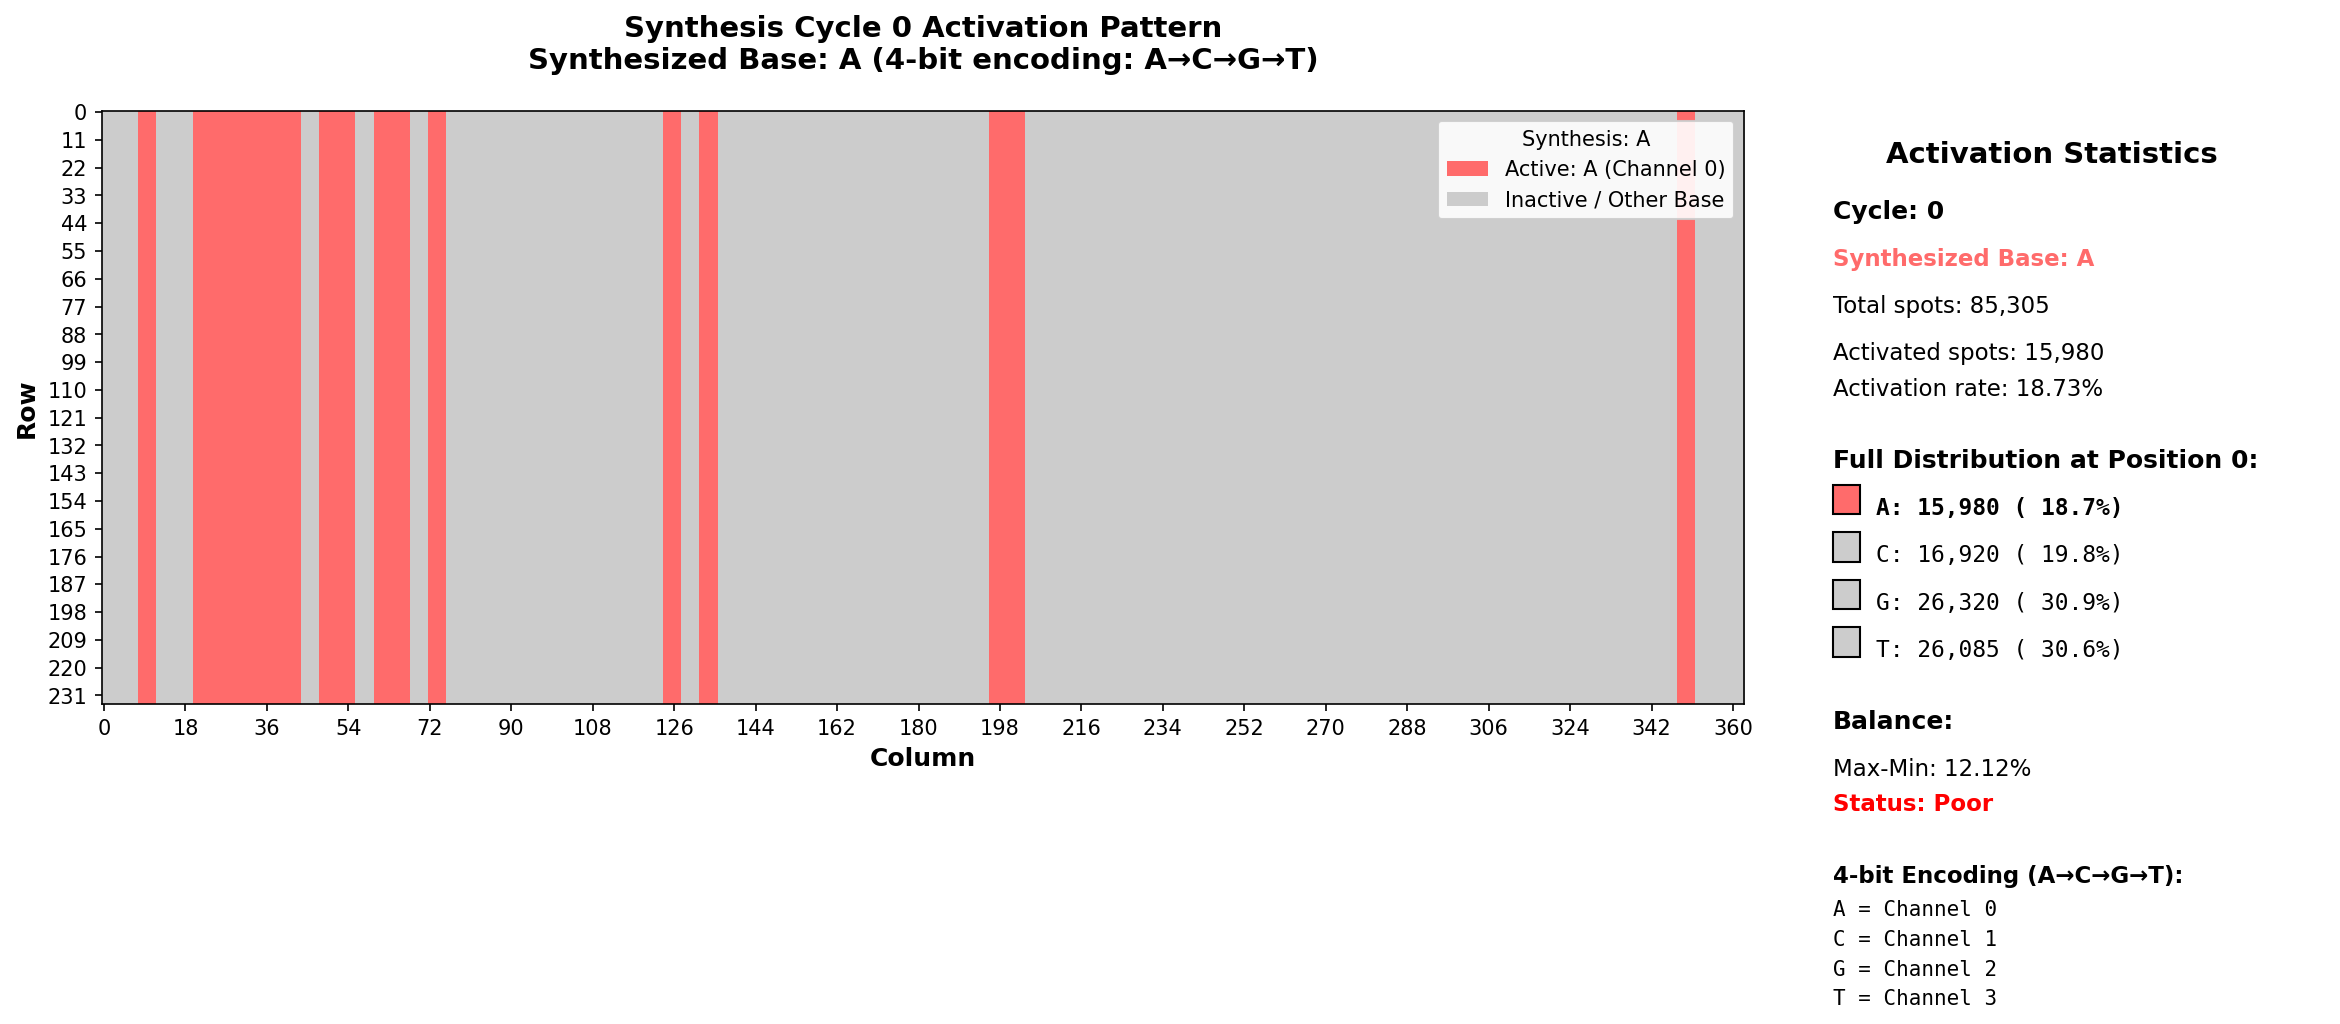 Synthesis Cycle 0 Activation Pattern
Synthesized Base: A (4-bit encoding: A→C→G→T)
Row
0
11
22
33
44
55
66
77
88
99
110
121
132
143
154
165
176
187
198
209
220
231
0 18 36 54 72 90 108 126 144 162 180 198 216 234 252 270 288 306 324 342 360
Column
Synthesis: A
Active: A (Channel 0)
Inactive / Other Base
Activation Statistics
Cycle: 0
Synthesized Base: A
Total spots: 85,305
Activated spots: 15,980
Activation rate: 18.73%
Full Distribution at Position 0:
A: 15,980 ( 18.7%)
C: 16,920 ( 19.8%)
G: 26,320 ( 30.9%)
T: 26,085 ( 30.6%)
Balance:
Max-Min: 12.12%
Status: Poor
4-bit Encoding (A→C→G→T):
A = Channel 0
C = Channel 1
G = Channel 2
T = Channel 3